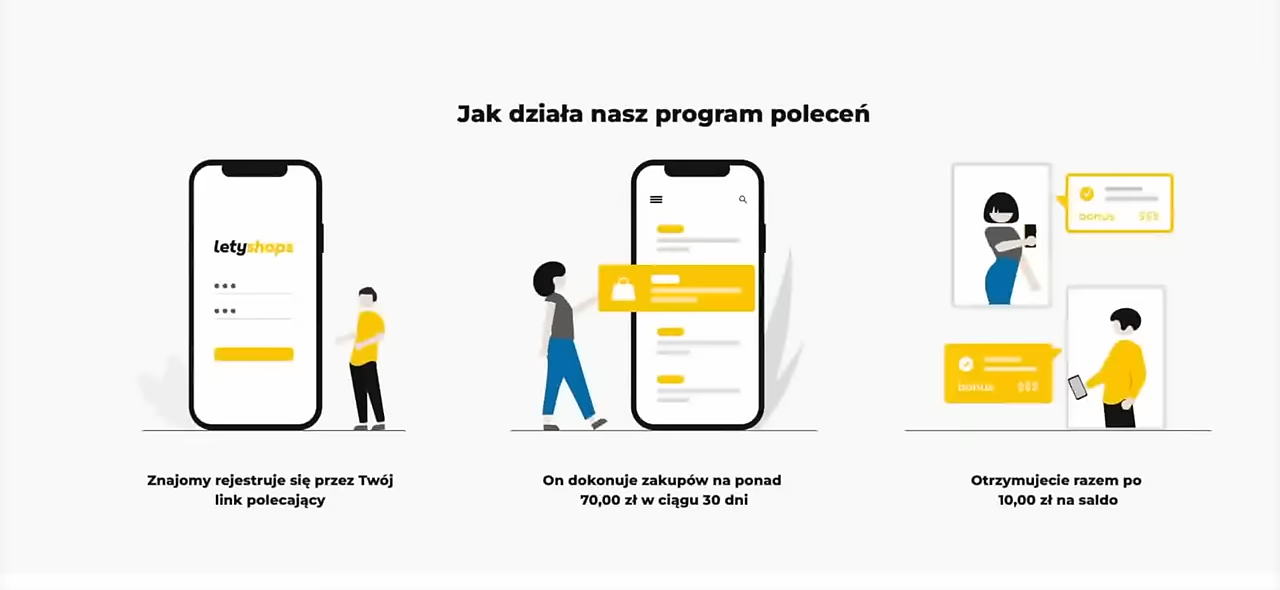 Jak działa nasz program poleceń
letyshops
bonus $$$
bonus $$$
Znajomy rejestruje się przez Twój
link polecający
On dokonuje zakupów na ponad
70,00 zł w ciągu 30 dni
Otrzymujecie razem po
10,00 zł na saldo